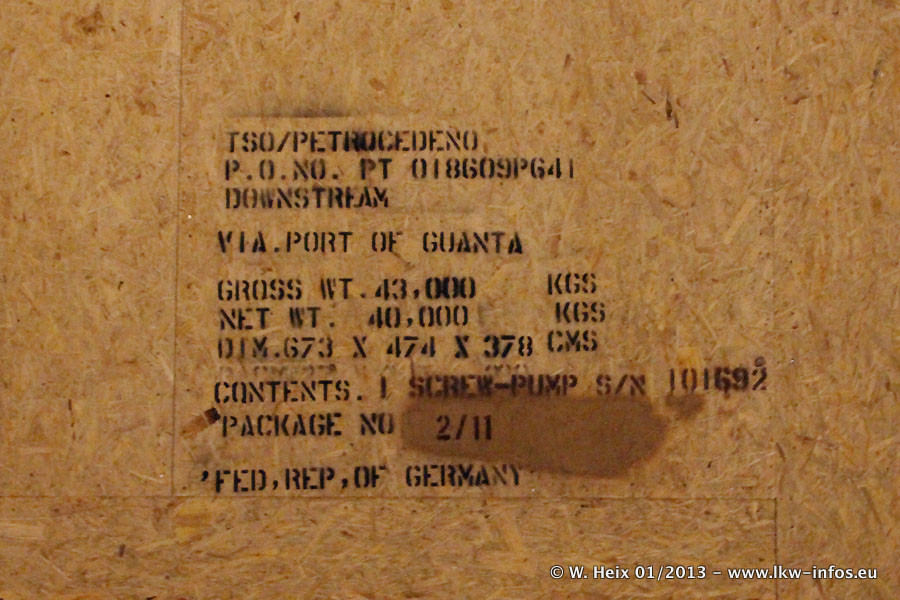 TSO/PETROCEDENO
P.O.NO. PT 018609PG41
DOWNSTREAM
VIA.PORT OF GUANTA
GROSS WT.43,000 KGS
NET WT. 40,000 KGS
DIM.673 X 474 X 378 CMS
CONTENTS. 1 SCREW-PUMP S/N 101692
PACKAGE NO 2/11
FED,REP,OF GERMANY
© W. Heix 01/2013 - www.lkw-infos.eu